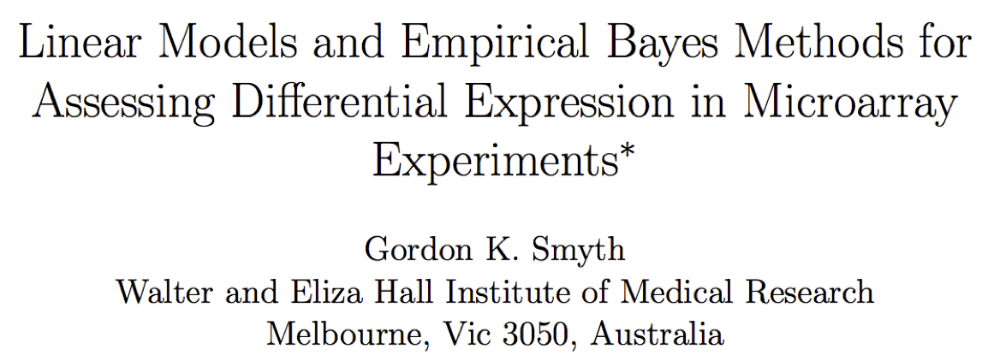 Linear Models and Empirical Bayes Methods for
Assessing Differential Expression in Microarray
Experiments*
Gordon K. Smyth
Walter and Eliza Hall Institute of Medical Research
Melbourne, Vic 3050, Australia